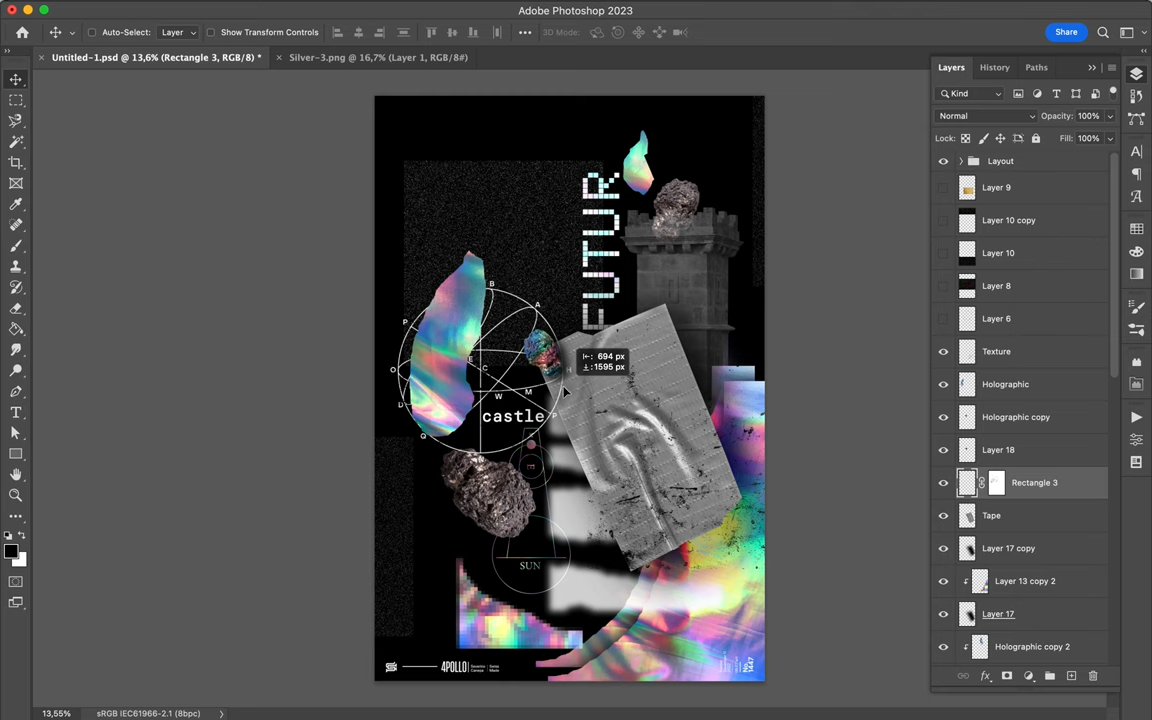 Adobe Photoshop 2023
Auto-Select:
Layer
Show Transform Controls
3D Mode:
Share
Untitled-1.psd @ 13,6% (Rectangle 3, RGB/8) *
Silver-3.png @ 16,7% (Layer 1, RGB/8#)
Layers
History
Paths
Kind
Normal
Opacity: 100%
Lock:
Fill: 100%
Layout
Layer 9
Layer 10 copy
Layer 10
Layer 8
Layer 6
Texture
Holographic
Holographic copy
Layer 18
Rectangle 3
Tape
Layer 17 copy
Layer 13 copy 2
Layer 17
Holographic copy 2
FUTUR
B
A
P
O
E
C
H
D
W
M
P
Q
694 px
1595 px
castle
SUN
4POLLO
No. 1447
13,55%
sRGB IEC61966-2.1 (8bpc)